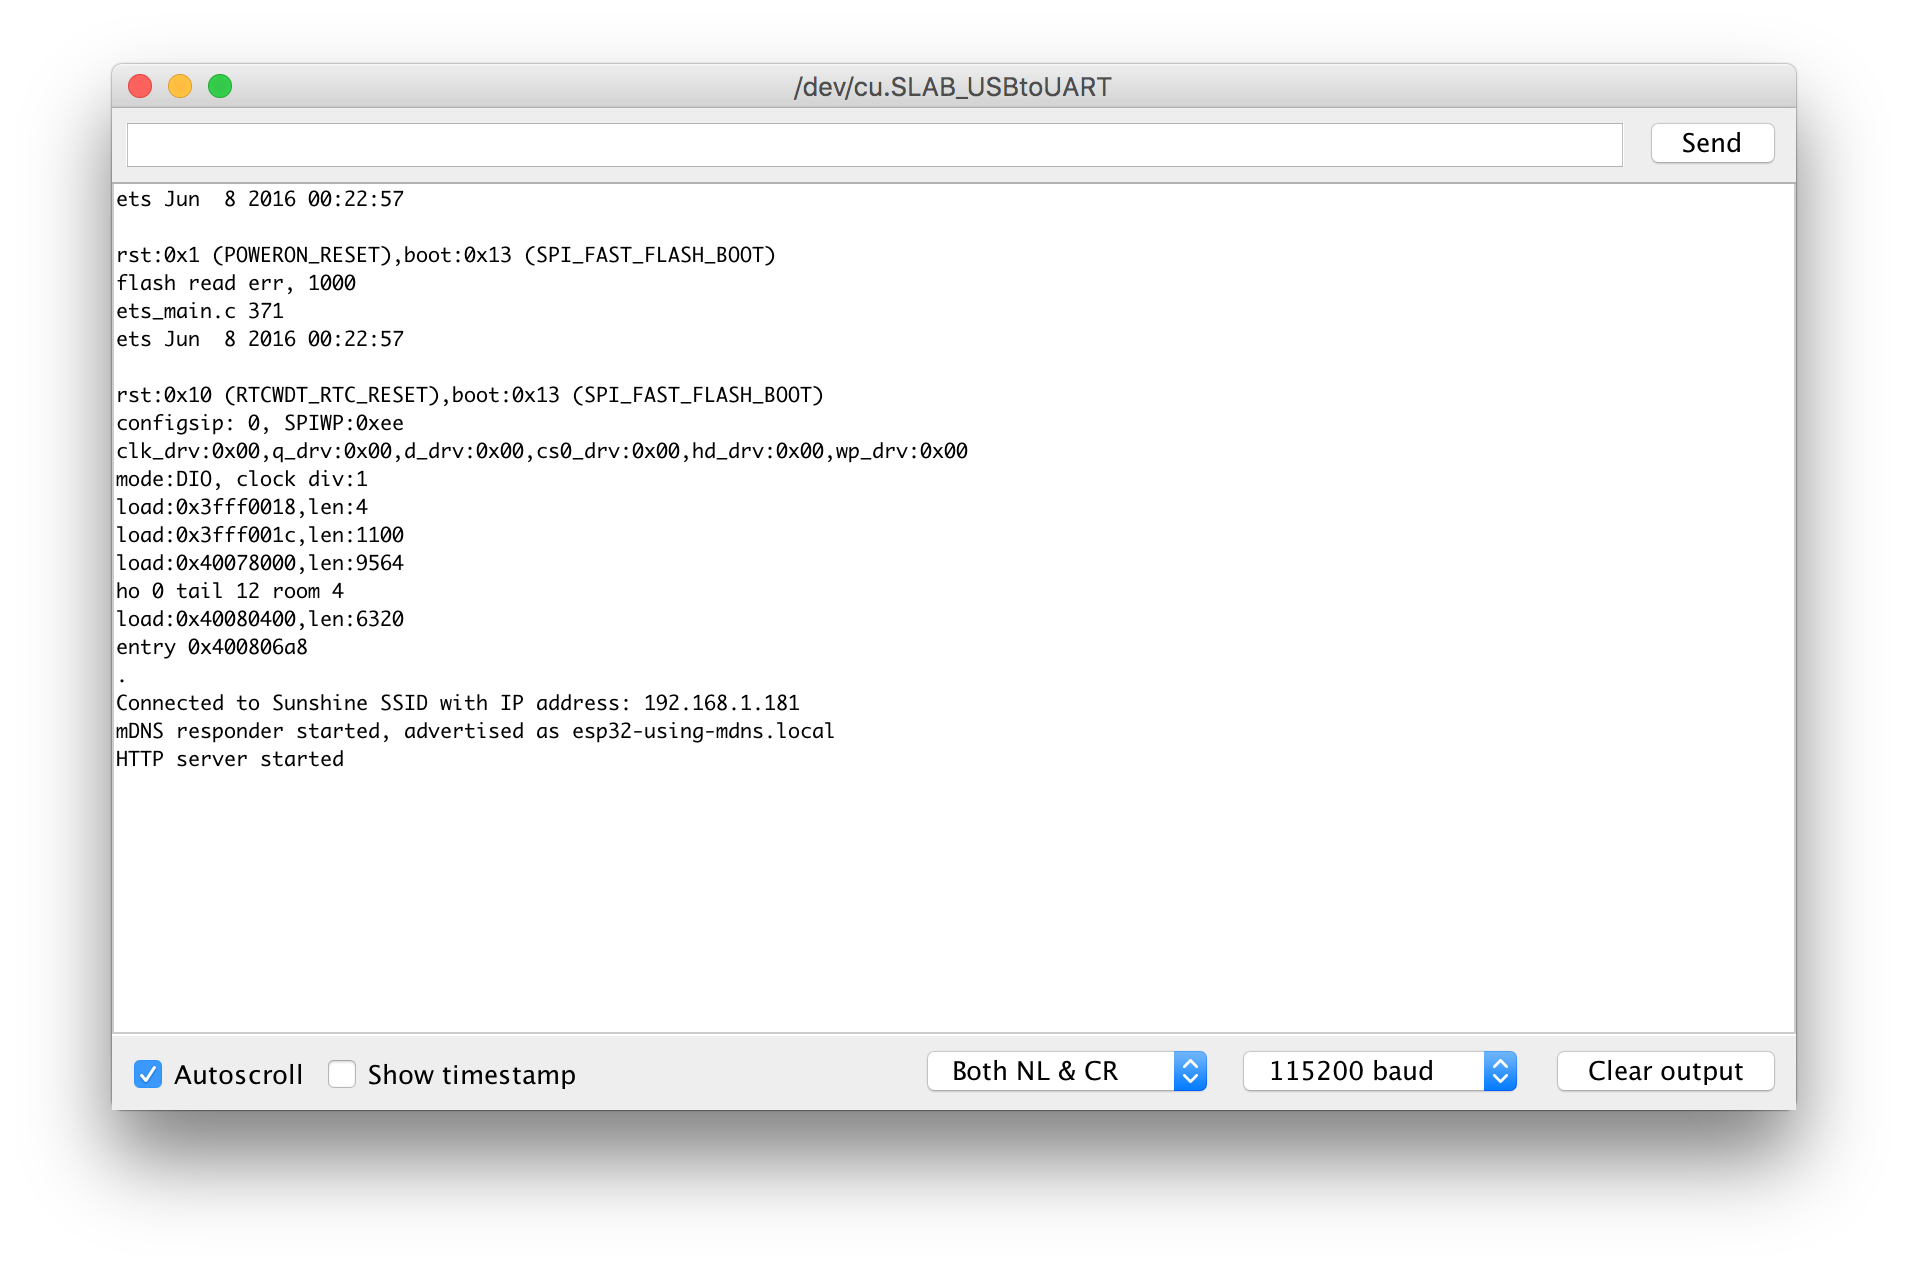 /dev/cu.SLAB_USBtoUART
Send
ets Jun  8 2016 00:22:57
rst:0x1 (POWERON_RESET),boot:0x13 (SPI_FAST_FLASH_BOOT)
flash read err, 1000
ets_main.c 371
ets Jun  8 2016 00:22:57
rst:0x10 (RTCWDT_RTC_RESET),boot:0x13 (SPI_FAST_FLASH_BOOT)
configsip: 0, SPIWP:0xee
clk_drv:0x00,q_drv:0x00,d_drv:0x00,cs0_drv:0x00,hd_drv:0x00,wp_drv:0x00
mode:DIO, clock div:1
load:0x3fff0018,len:4
load:0x3fff001c,len:1100
load:0x40078000,len:9564
ho 0 tail 12 room 4
load:0x40080400,len:6320
entry 0x400806a8
.
Connected to Sunshine SSID with IP address: 192.168.1.181
mDNS responder started, advertised as esp32-using-mdns.local
HTTP server started
Autoscroll Show timestamp Both NL & CR 115200 baud Clear output